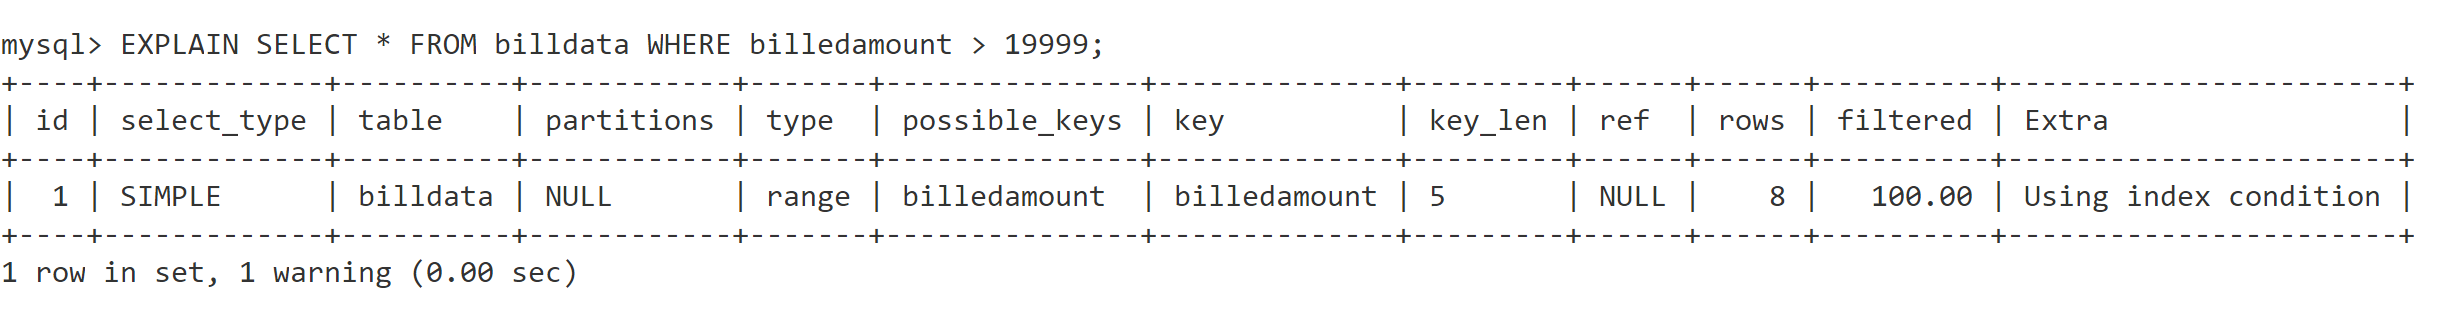 mysql> EXPLAIN SELECT * FROM billdata WHERE billedamount > 19999;
+----+-------------+----------+------------+-------+---------------+--------------+---------+------+------+----------+-----------------------+
| id | select_type | table    | partitions | type  | possible_keys | key          | key_len | ref  | rows | filtered | Extra                 |
+----+-------------+----------+------------+-------+---------------+--------------+---------+------+------+----------+-----------------------+
|  1 | SIMPLE      | billdata | NULL       | range | billedamount  | billedamount | 5       | NULL |    8 |   100.00 | Using index condition |
+----+-------------+----------+------------+-------+---------------+--------------+---------+------+------+----------+-----------------------+
1 row in set, 1 warning (0.00 sec)